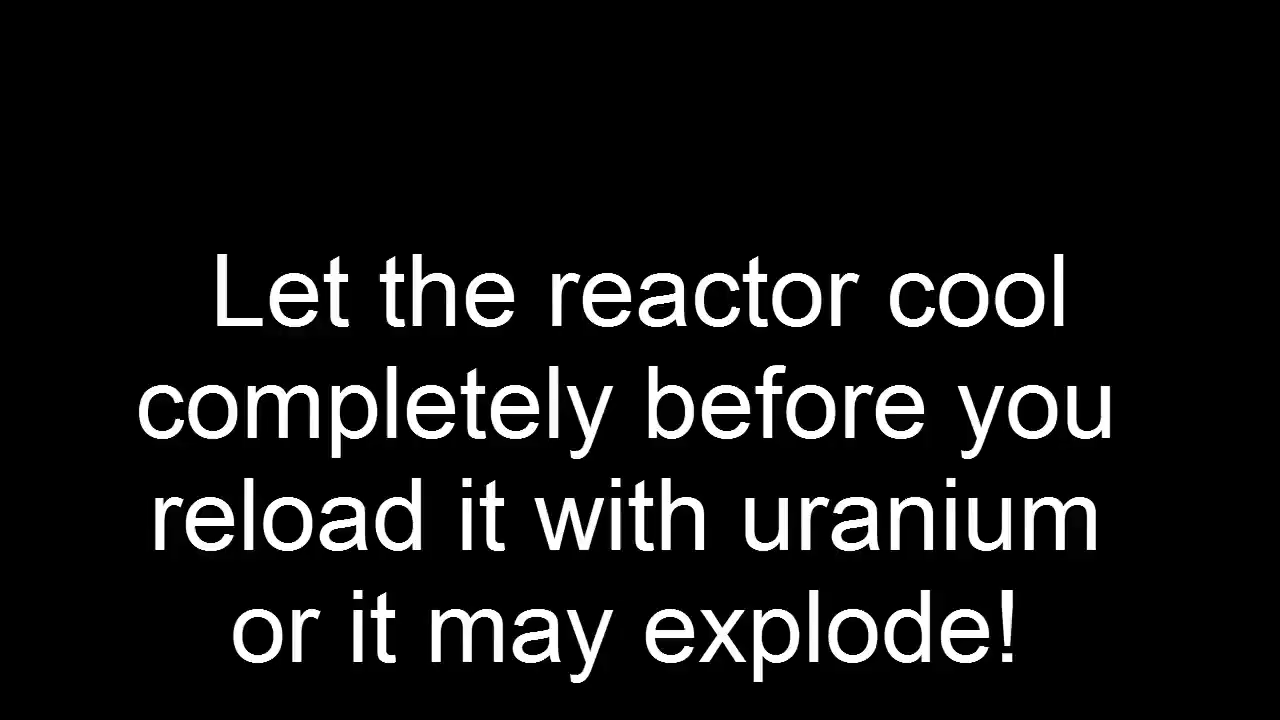 Let the reactor cool
completely before you
reload it with uranium
or it may explode!